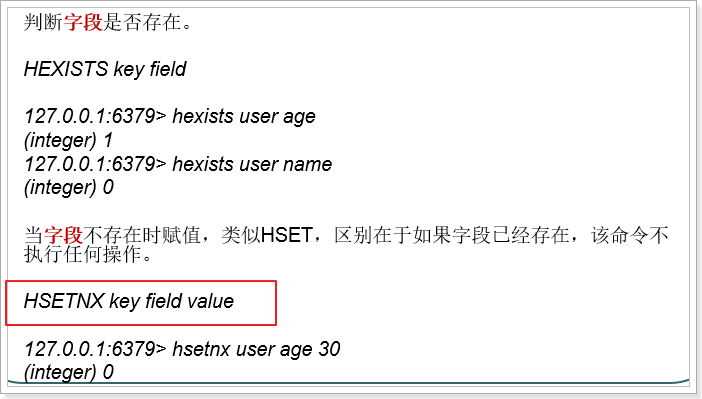 判断字段是否存在。
HEXISTS key field
127.0.0.1:6379> hexists user age
(integer) 1
127.0.0.1:6379> hexists user name
(integer) 0
当字段不存在时赋值，类似HSET，区别在于如果字段已经存在，该命令不
执行任何操作。
HSETNX key field value
127.0.0.1:6379> hsetnx user age 30
(integer) 0